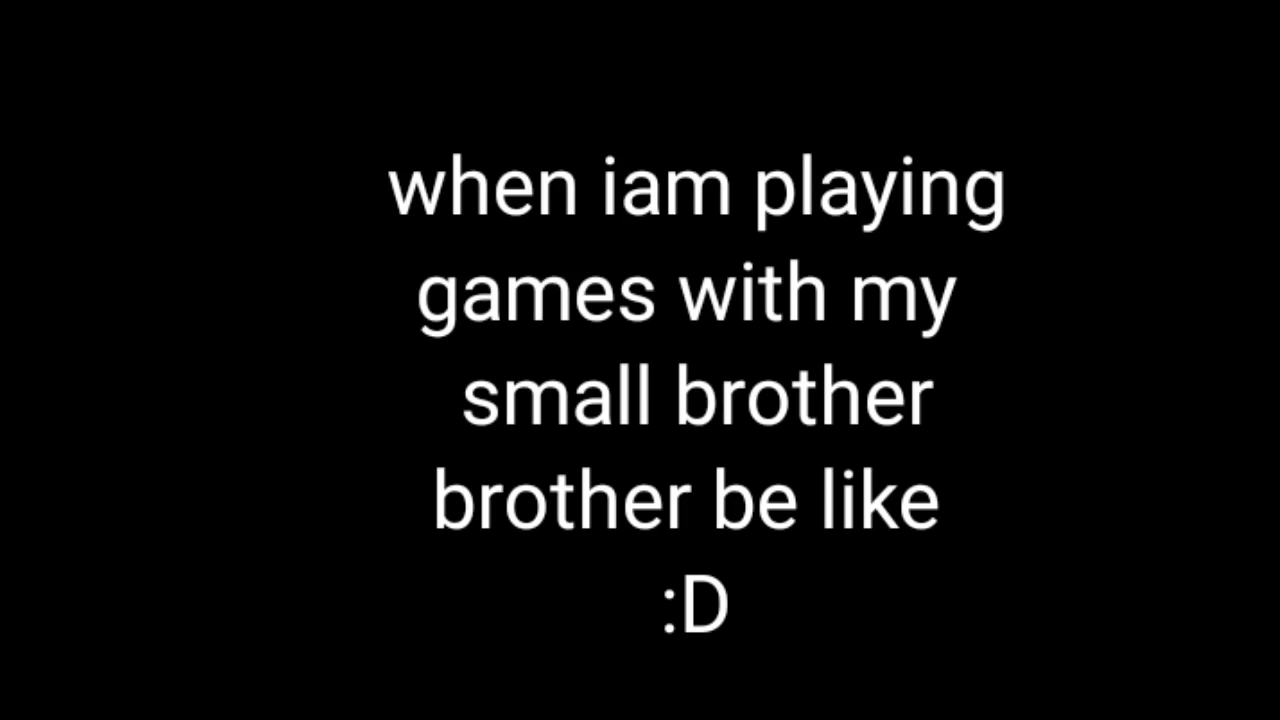 when iam playing
games with my
small brother
brother be like
:D